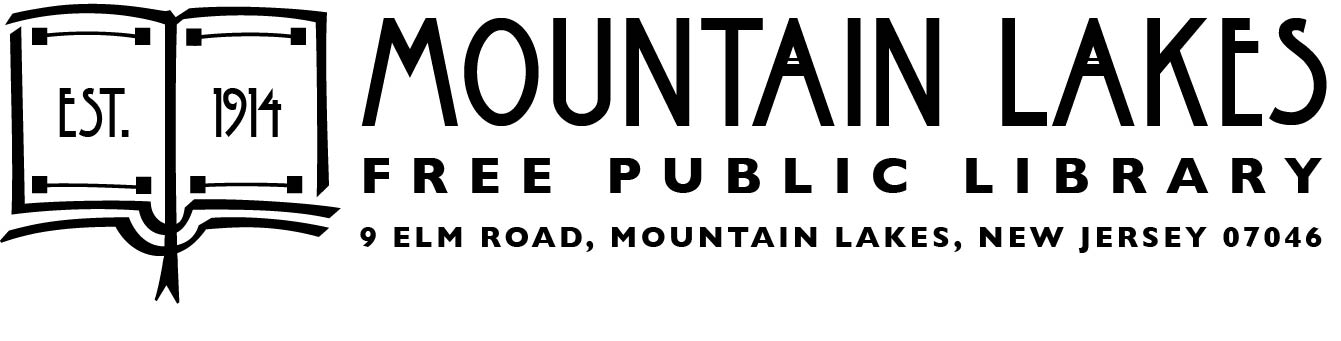 EST. 1914
MOUNTAIN LAKES
FREE PUBLIC LIBRARY
9 ELM ROAD, MOUNTAIN LAKES, NEW JERSEY 07046